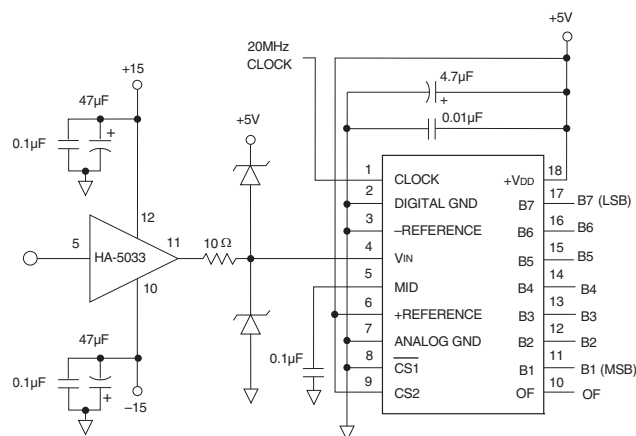 +5V
20MHz
CLOCK
+15
4.7µF
+
47µF
+5V
0.01µF
0.1µF
+
1
CLOCK
+VDD
18
2
DIGITAL GND
B7
17
B7 (LSB)
3
–REFERENCE
B6
16
B6
12
5
HA-5033
11
10 Ω
4
VIN
B5
15
B5
10
5
MID
B4
14
B4
6
+REFERENCE
B3
13
B3
47µF
7
ANALOG GND
B2
12
B2
0.1µF
+
0.1µF
8
CS1
B1
11
B1 (MSB)
–15
9
CS2
OF
10
OF